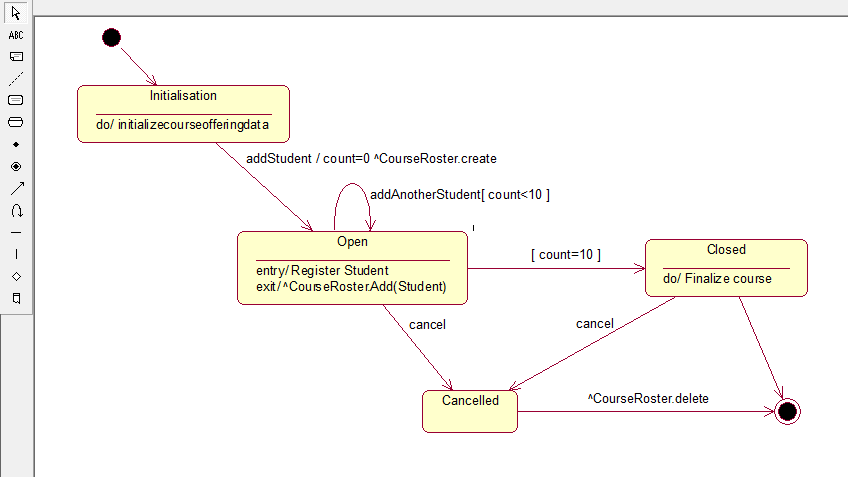 ABC
Initialisation
do/ initializecourseofferingdata
addStudent / count=0 ^CourseRoster.create
addAnotherStudent[ count<10 ]
Open
entry/ Register Student
exit/ ^CourseRoster.Add(Student)
[ count=10 ]
Closed
do/ Finalize course
cancel
cancel
Cancelled
^CourseRoster.delete